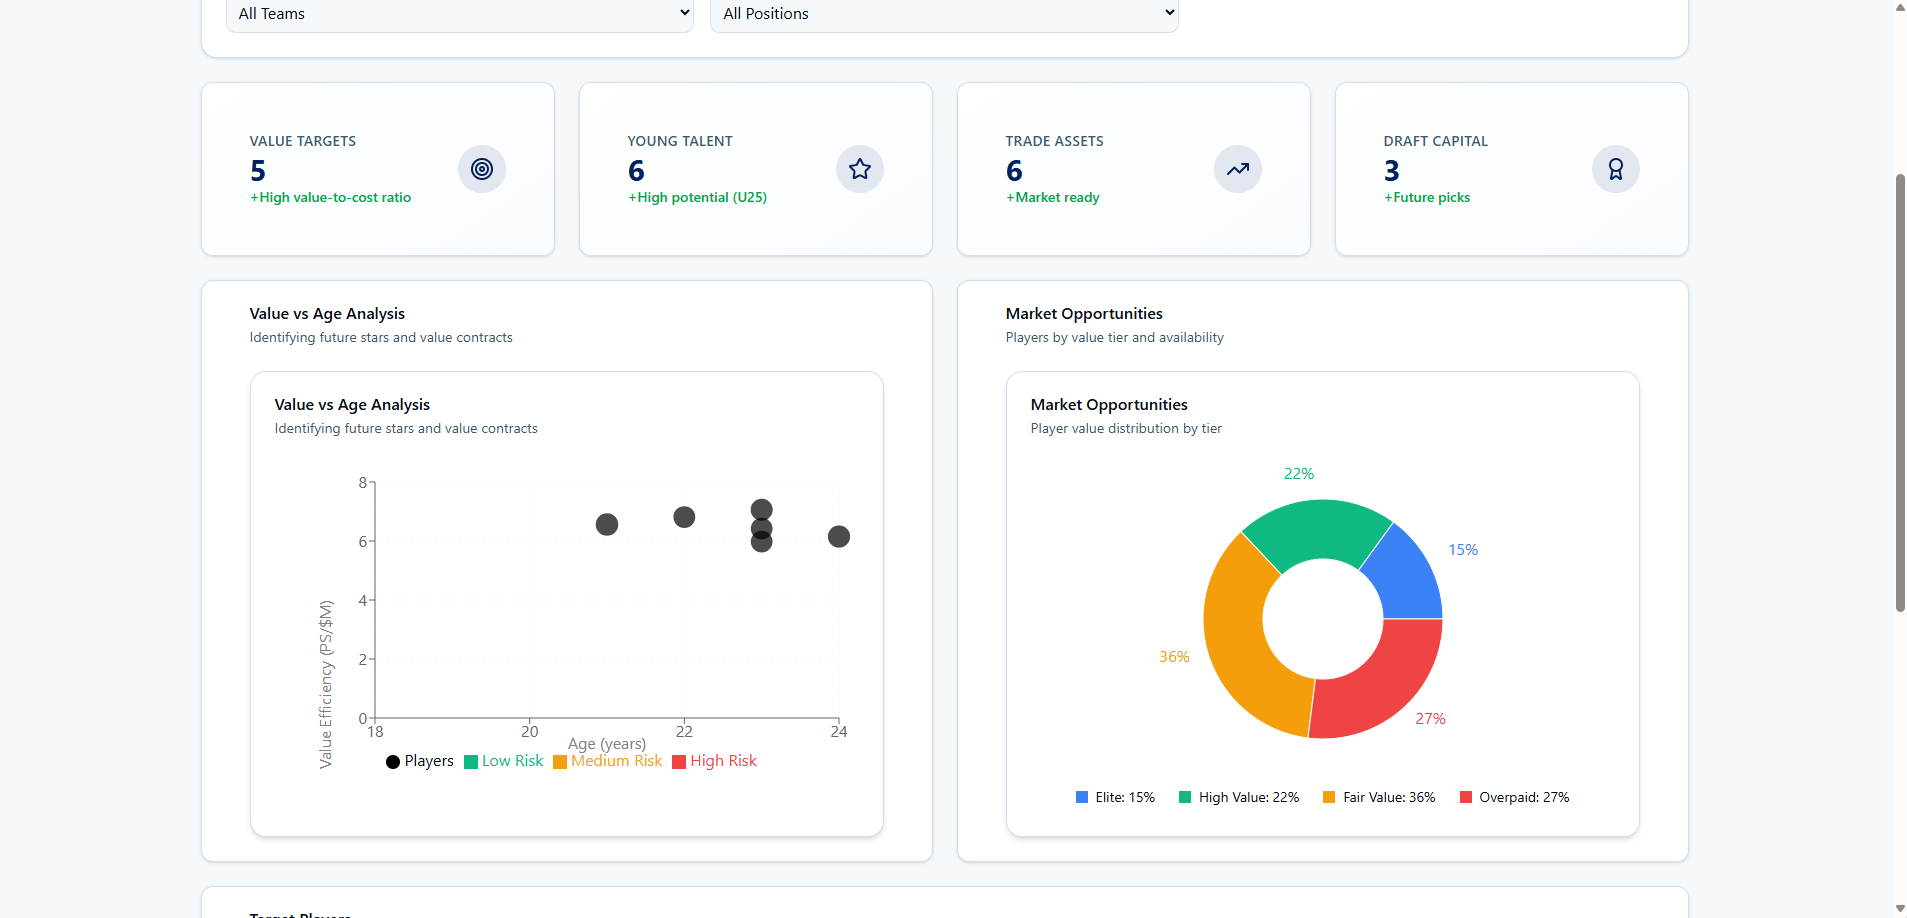 All Teams
All Positions
VALUE TARGETS
5
+High value-to-cost ratio
YOUNG TALENT
6
+High potential (U25)
TRADE ASSETS
6
+Market ready
DRAFT CAPITAL
3
+Future picks
Value vs Age Analysis
Identifying future stars and value contracts
Value vs Age Analysis
Identifying future stars and value contracts
8
6
4
2
0
18
20
22
24
Value Efficiency (PS/$M)
Age (years)
Players
Low Risk
Medium Risk
High Risk
Market Opportunities
Players by value tier and availability
Market Opportunities
Player value distribution by tier
22%
15%
36%
27%
Elite: 15%
High Value: 22%
Fair Value: 36%
Overpaid: 27%
Target Players